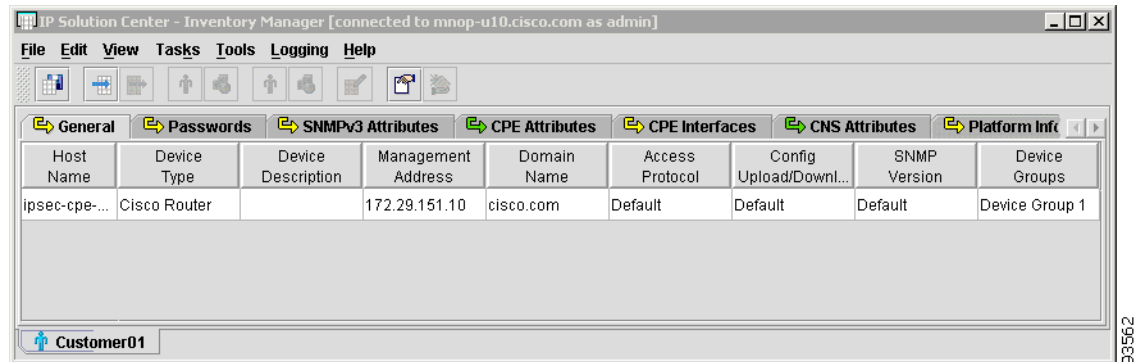 IP Solution Center - Inventory Manager [connected to mnop-u10.cisco.com as admin]
File Edit View Tasks Tools Logging Help
General Passwords SNMPv3 Attributes CPE Attributes CPE Interfaces CNS Attributes Platform Info
Host Name Device Type Device Description Management Address Domain Name Access Protocol Config Upload/Downl... SNMP Version Device Groups
ipsec-cpe-... Cisco Router 172.29.151.10 cisco.com Default Default Default Device Group 1
Customer01
93562